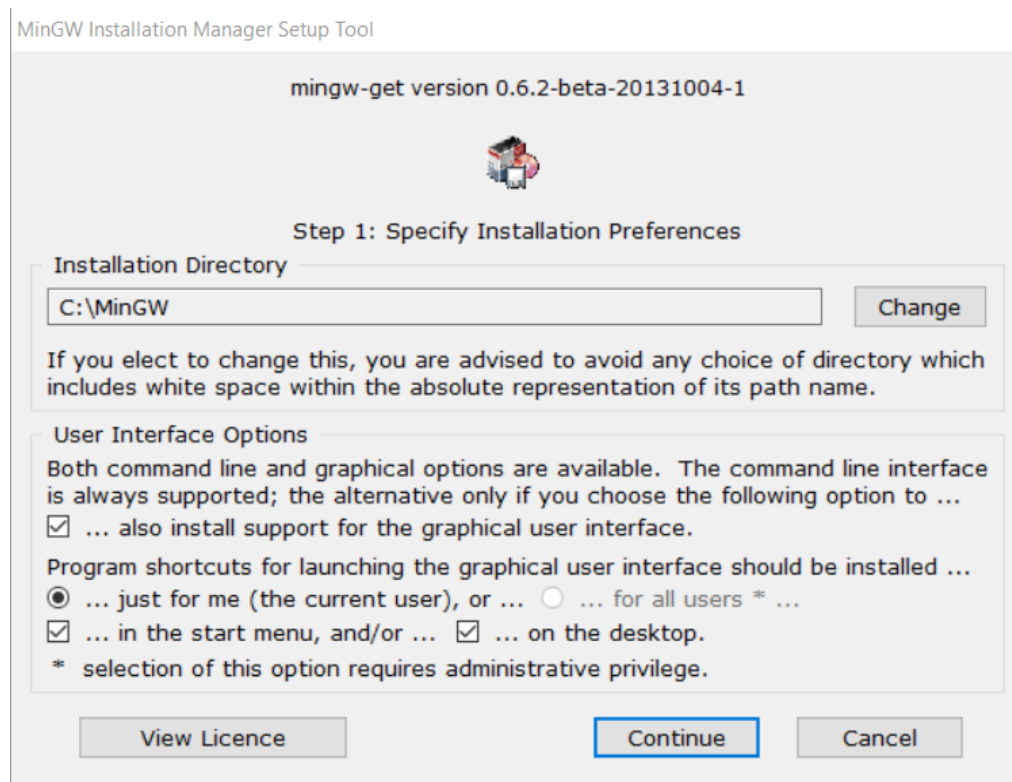 MinGW Installation Manager Setup Tool
mingw-get version 0.6.2-beta-20131004-1
Step 1: Specify Installation Preferences
Installation Directory
C:\MinGW
Change
If you elect to change this, you are advised to avoid any choice of directory which
includes white space within the absolute representation of its path name.
User Interface Options
Both command line and graphical options are available.  The command line interface
is always supported; the alternative only if you choose the following option to ...
... also install support for the graphical user interface.
Program shortcuts for launching the graphical user interface should be installed ...
... just for me (the current user), or ... ... for all users * ...
... in the start menu, and/or ... ... on the desktop.
* selection of this option requires administrative privilege.
View Licence Continue Cancel